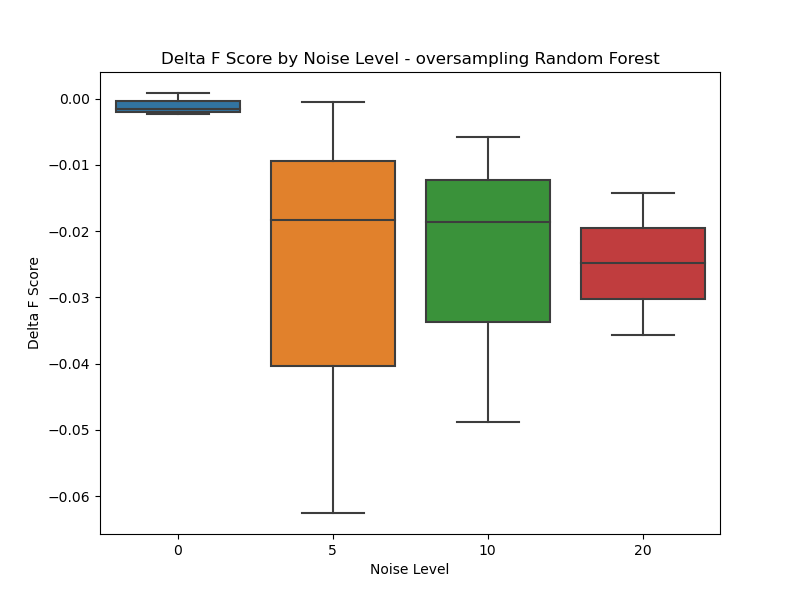 Delta F Score by Noise Level - oversampling Random Forest
Delta F Score
0.00
−0.01
−0.02
−0.03
−0.04
−0.05
−0.06
0 5 10 20
Noise Level